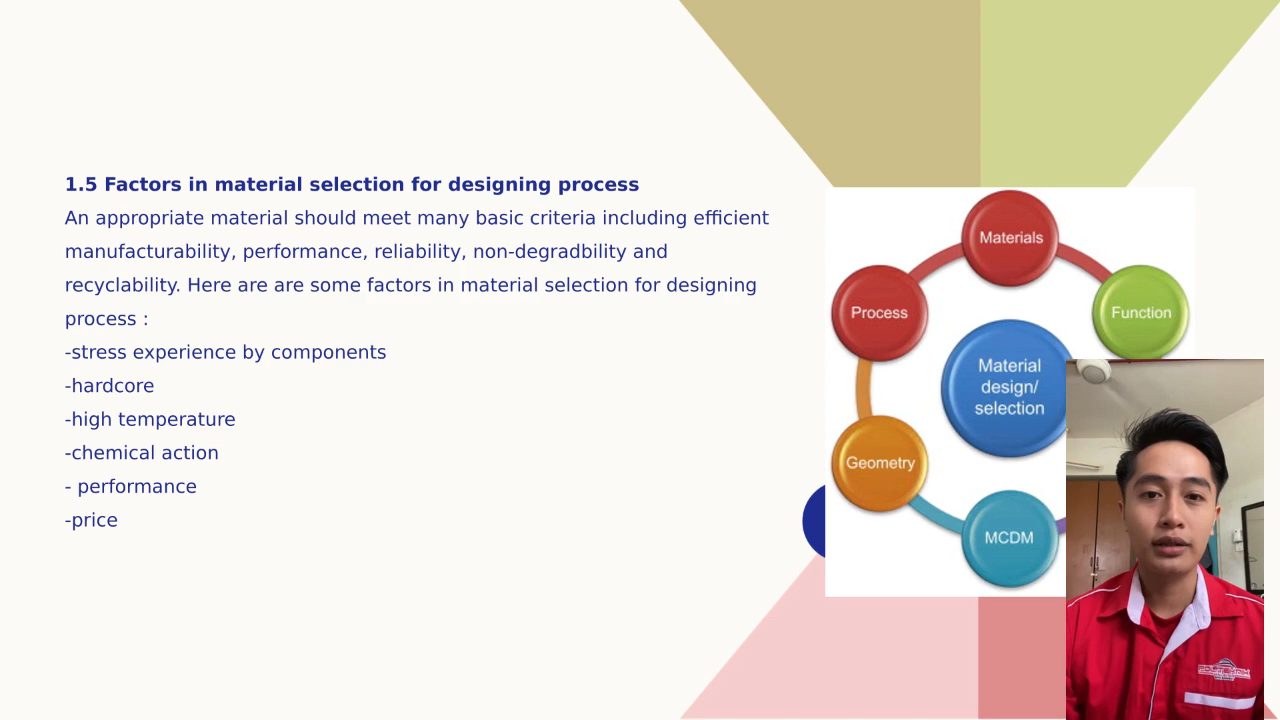 1.5 Factors in material selection for designing process
An appropriate material should meet many basic criteria including efficient
manufacturability, performance, reliability, non-degradbility and
recyclability. Here are are some factors in material selection for designing
process :
-stress experience by components
-hardcore
-high temperature
-chemical action
- performance
-price
Materials
Process
Function
Material
design/
selection
Geometry
MCDM